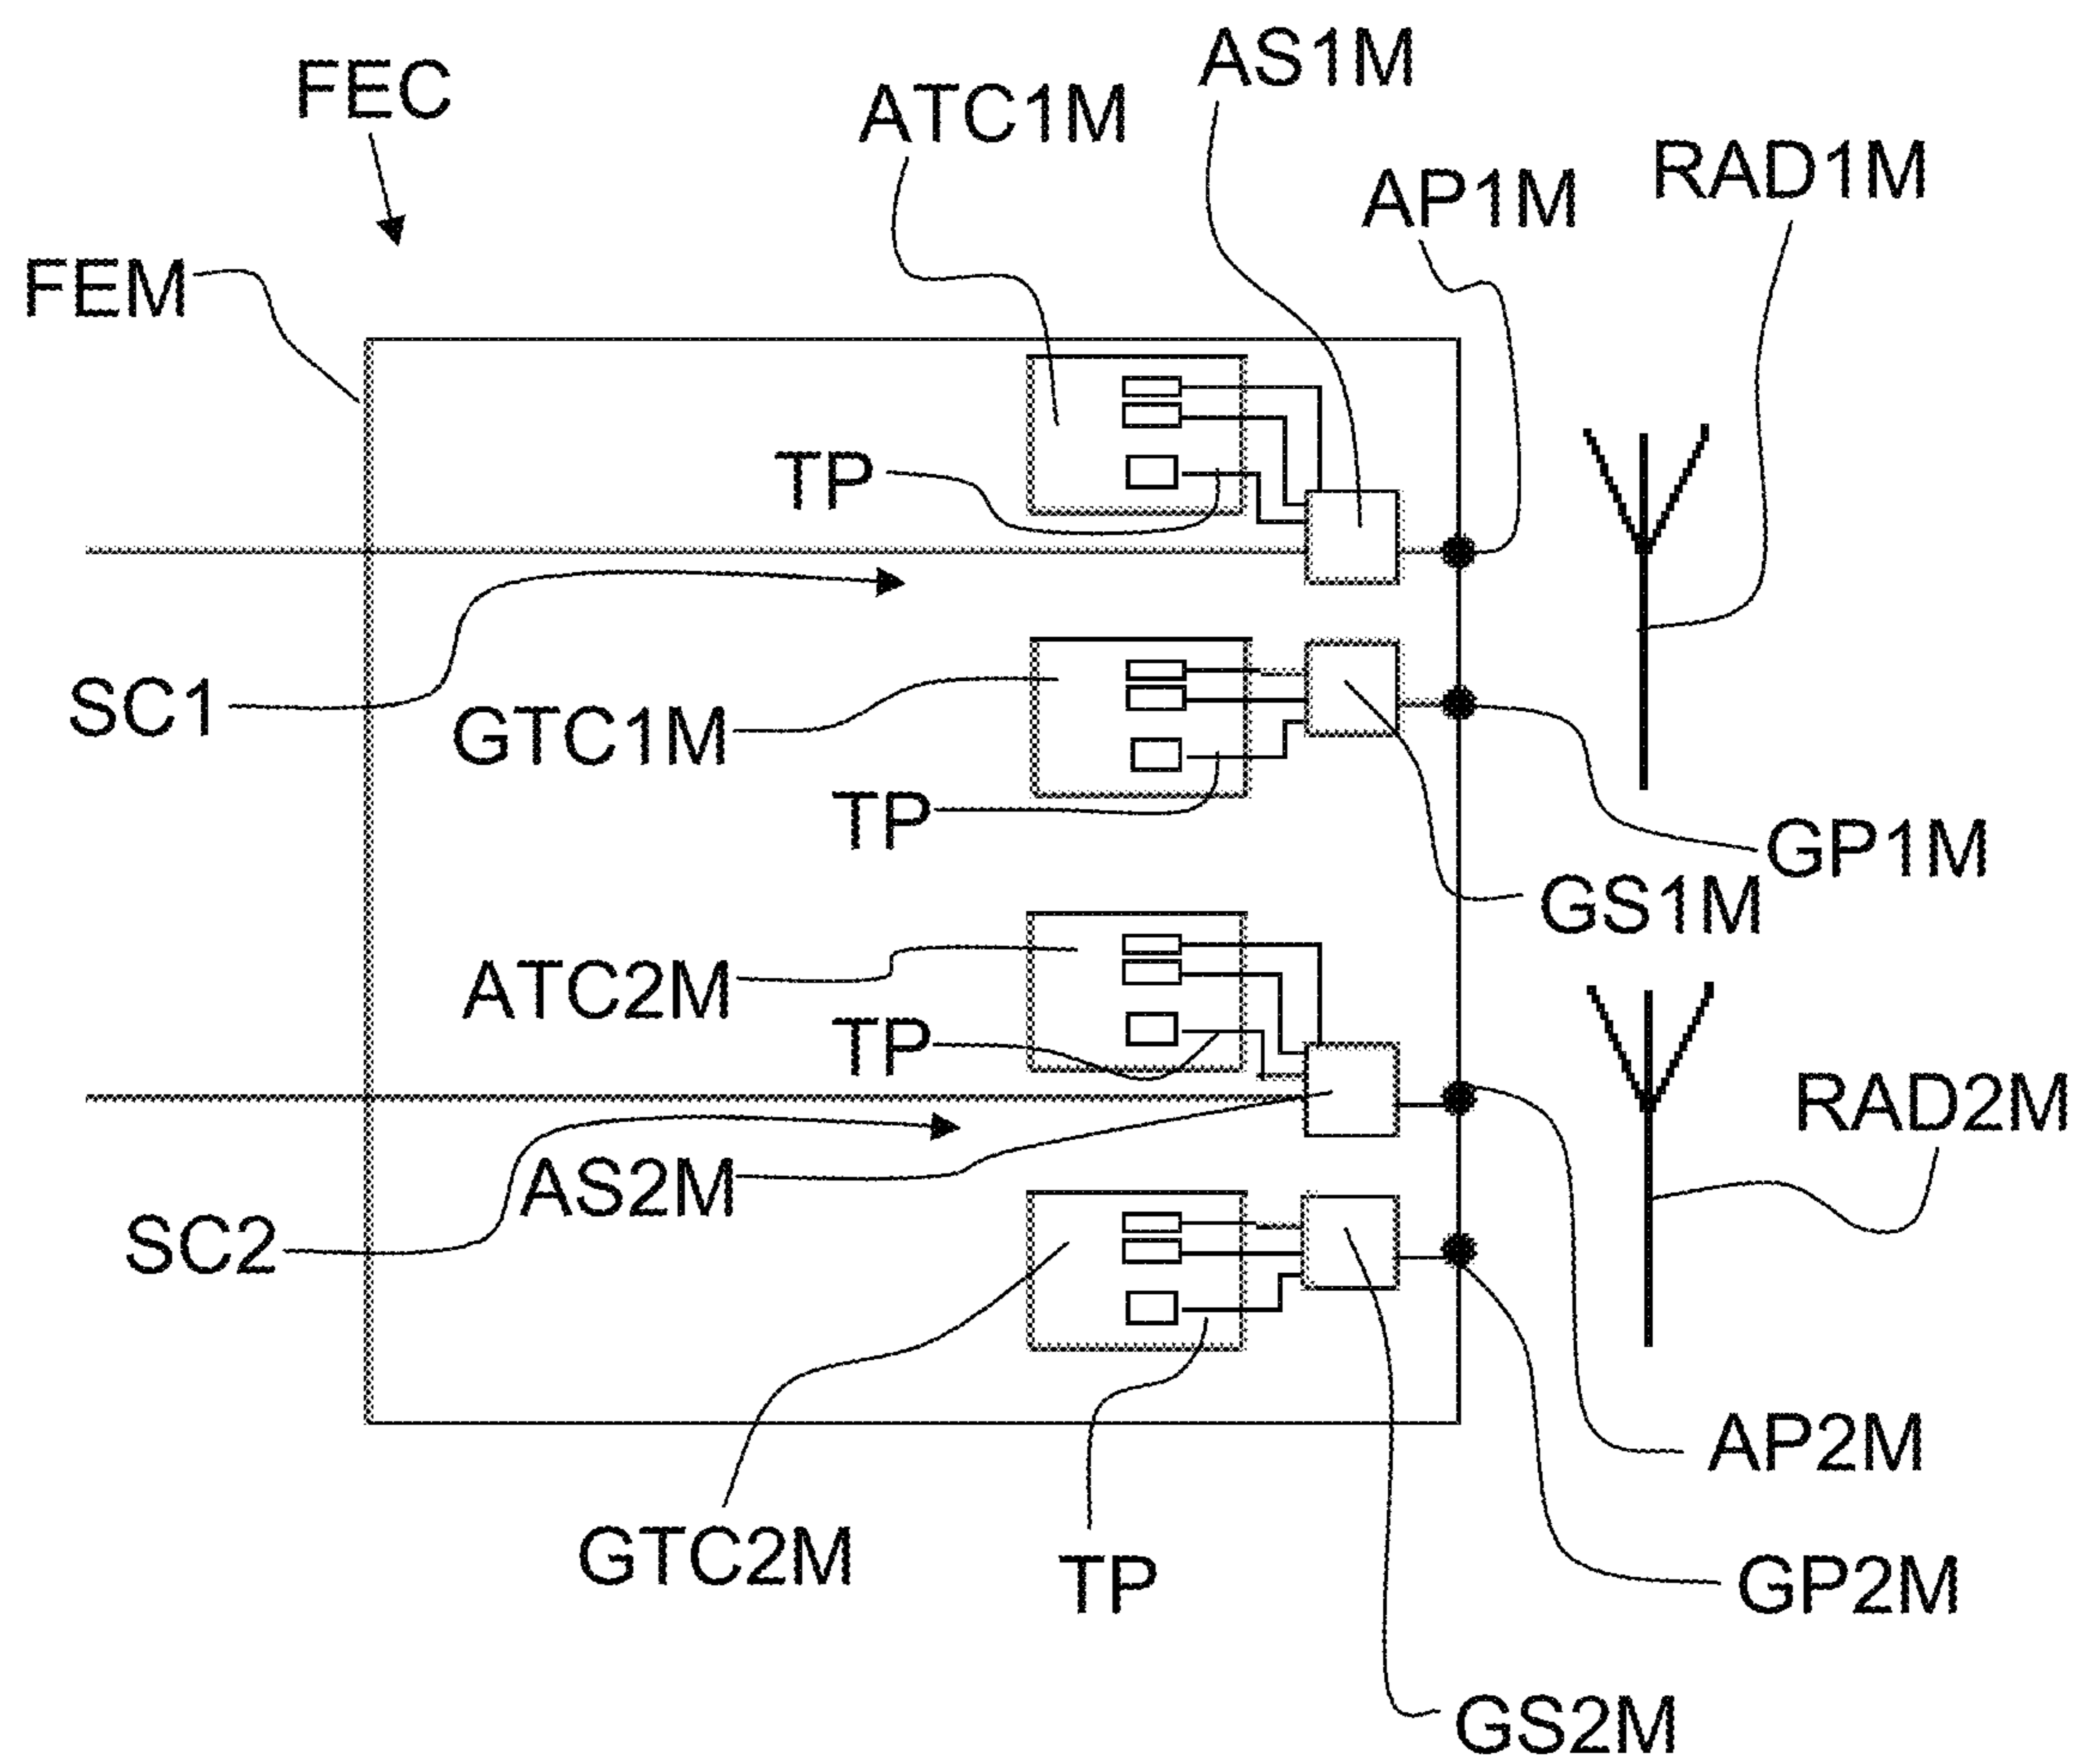 AS1M
FEC
ATC1M
RAD1M
AP1M
FEM
TP
SC1
GTC1M
TP
GP1M
GS1M
ATC2M
TP
RAD2M
AS2M
SC2
AP2M
GTC2M
TP
GP2M
GS2M